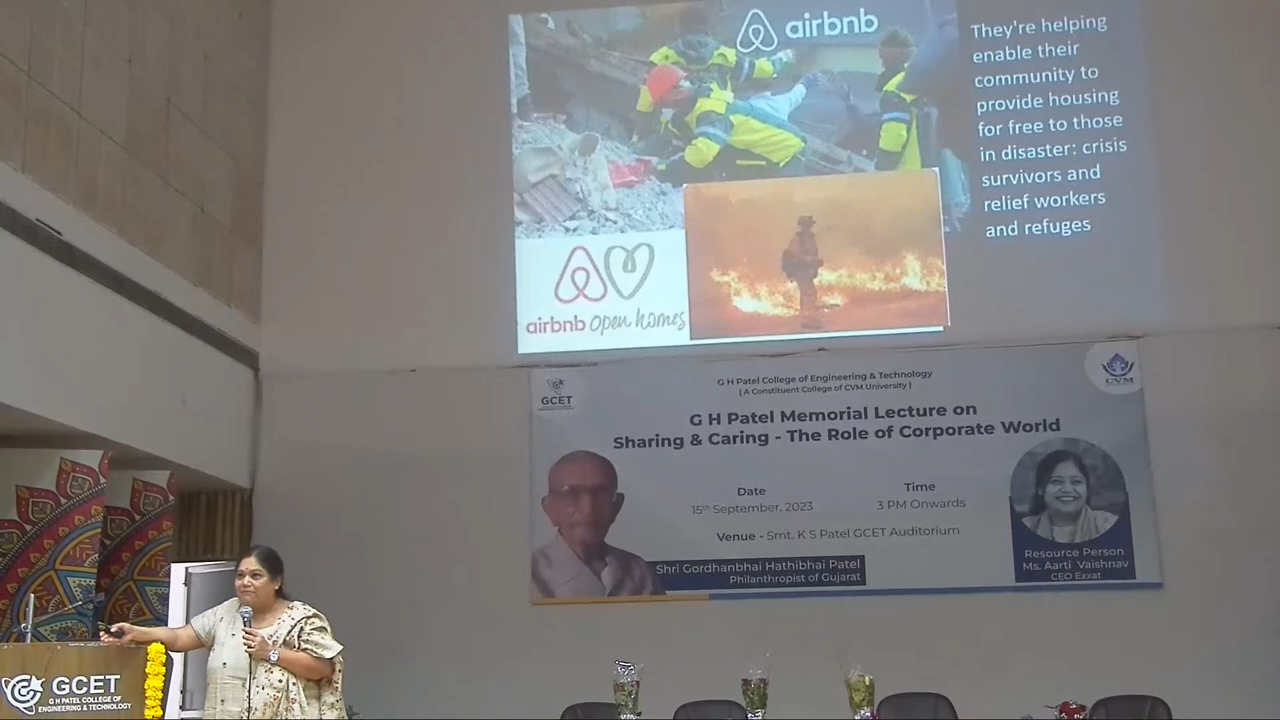 airbnb
They're helping
enable their
community to
provide housing
for free to those
in disaster: crisis
survivors and
relief workers
and refuges
airbnb open homes
GCET
G H Patel College of Engineering & Technology
( A Constituent College of CVM University )
CVM
G H Patel Memorial Lecture on
Sharing & Caring - The Role of Corporate World
Date
15th September, 2023
Time
3 PM Onwards
Venue - Smt. K S Patel GCET Auditorium
Shri Gordhanbhai Hathibhai Patel
Philanthropist of Gujarat
Resource Person
Ms. Aarti Vaishnav
CEO Exxat
GCET
G H PATEL COLLEGE OF
ENGINEERING & TECHNOLOGY